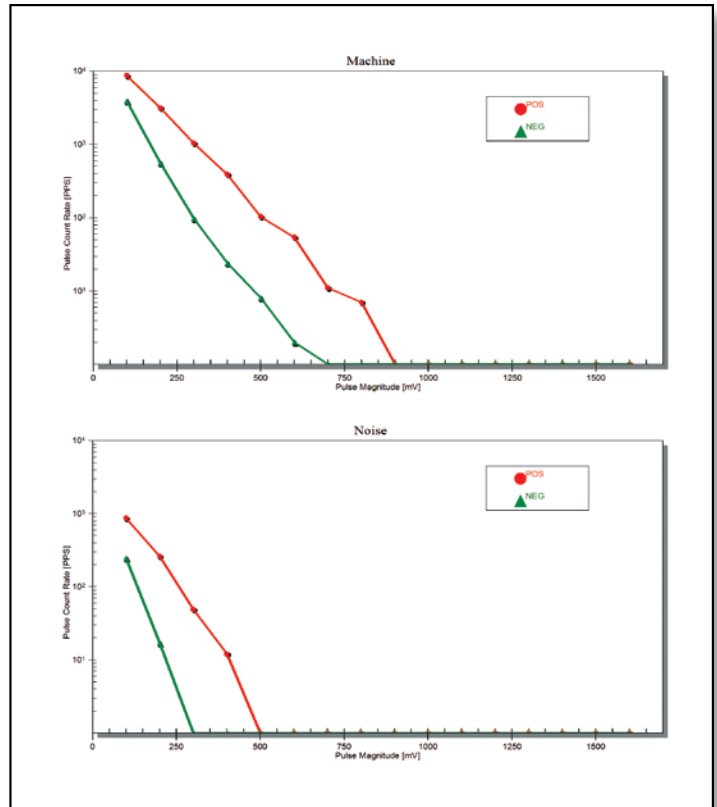 Machine
10⁴
10³
10²
10¹
Pulse Count Rate [PPS]
POS
NEG
0 250 500 750 1000 1250 1500
Pulse Magnitude [mV]
Noise
10⁴
10³
10²
10¹
Pulse Count Rate [PPS]
POS
NEG
0 250 500 750 1000 1250 1500
Pulse Magnitude [mV]